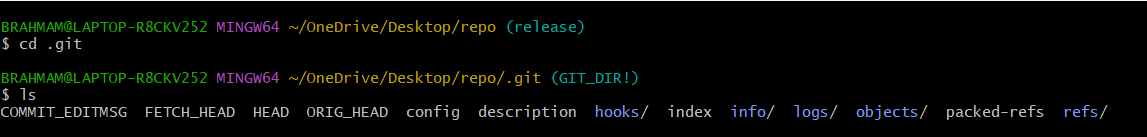 BRAHMAM@LAPTOP-R8CKV252 MINGW64 ~/OneDrive/Desktop/repo (release)
$ cd .git
BRAHMAM@LAPTOP-R8CKV252 MINGW64 ~/OneDrive/Desktop/repo/.git (GIT_DIR!)
$ ls
COMMIT_EDITMSG  FETCH_HEAD  HEAD  ORIG_HEAD  config  description  hooks/  index  info/  logs/  objects/  packed-refs  refs/